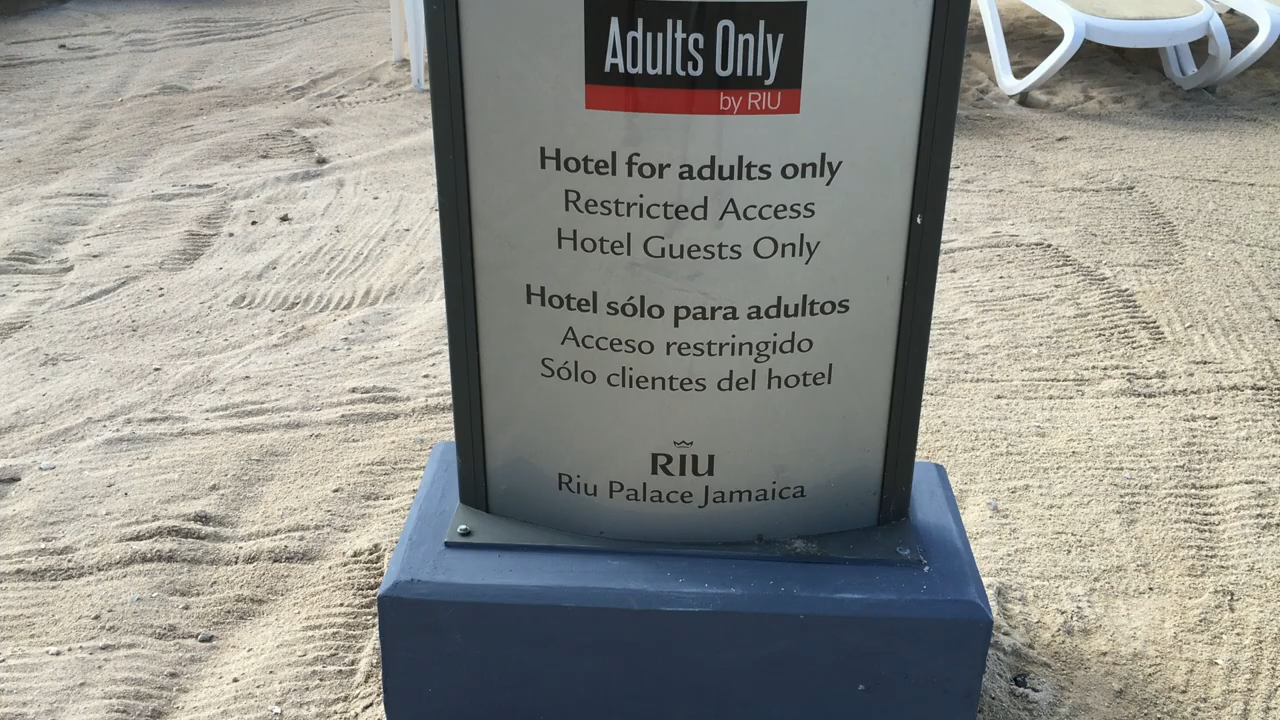 Adults Only
by RIU
Hotel for adults only
Restricted Access
Hotel Guests Only
Hotel sólo para adultos
Acceso restringido
Sólo clientes del hotel
RIU
Riu Palace Jamaica